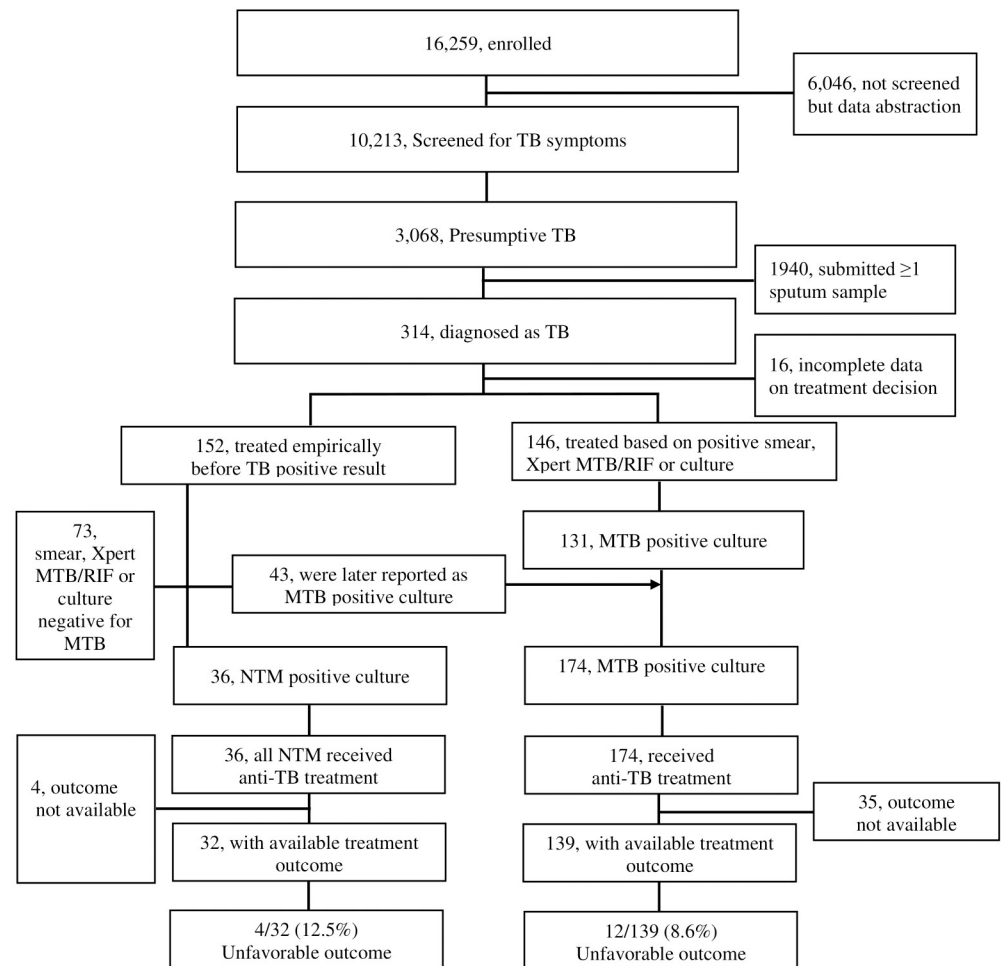 16,259, enrolled
6,046, not screened
but data abstraction
10,213, Screened for TB symptoms
3,068, Presumptive TB
1940, submitted ≥1
sputum sample
314, diagnosed as TB
16, incomplete data
on treatment decision
152, treated empirically
before TB positive result
146, treated based on positive smear,
Xpert MTB/RIF or culture
73,
smear, Xpert
MTB/RIF or
culture
negative for
MTB
131, MTB positive culture
43, were later reported as
MTB positive culture
36, NTM positive culture
174, MTB positive culture
36, all NTM received
anti-TB treatment
174, received
anti-TB treatment
4, outcome
not available
35, outcome
not available
32, with available treatment
outcome
139, with available treatment
outcome
4/32 (12.5%)
Unfavorable outcome
12/139 (8.6%)
Unfavorable outcome